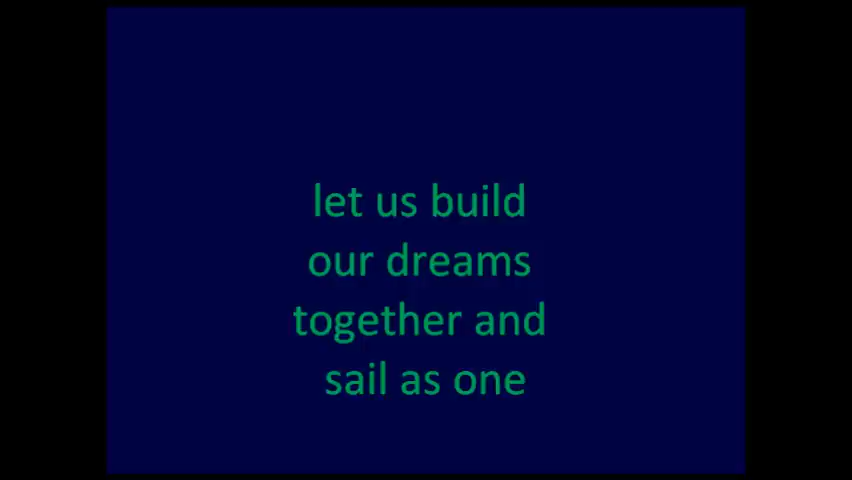 let us build
our dreams
together and
sail as one